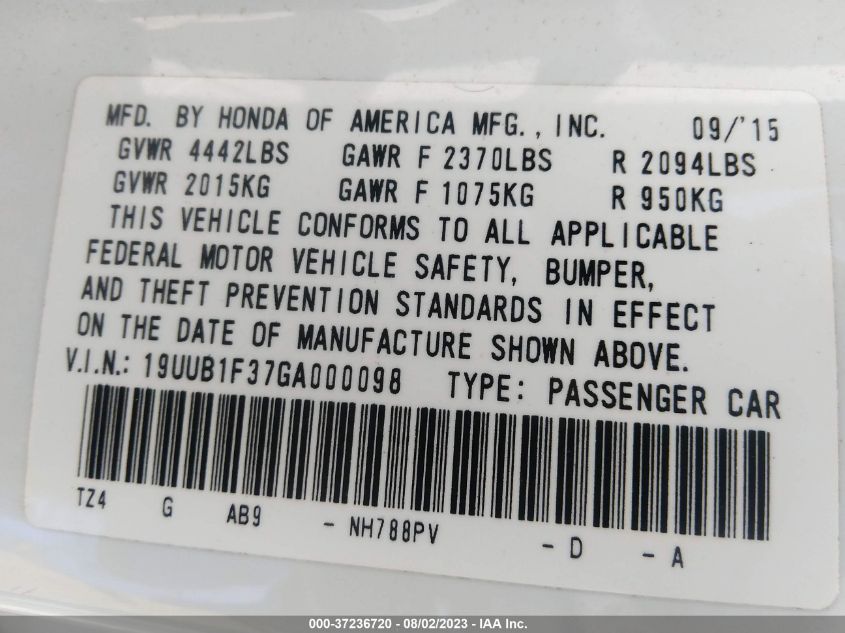 MFD. BY HONDA OF AMERICA MFG., INC. 09/'15
GVWR 4442LBS GAWR F 2370LBS R 2094LBS
GVWR 2015KG GAWR F 1075KG R 950KG
THIS VEHICLE CONFORMS TO ALL APPLICABLE
FEDERAL MOTOR VEHICLE SAFETY, BUMPER,
AND THEFT PREVENTION STANDARDS IN EFFECT
ON THE DATE OF MANUFACTURE SHOWN ABOVE.
V.I.N.: 19UUB1F37GA000098 TYPE: PASSENGER CAR
TZ4 G AB9 - NH788PV - D - A
000-37236720 - 08/02/2023 - IAA Inc.